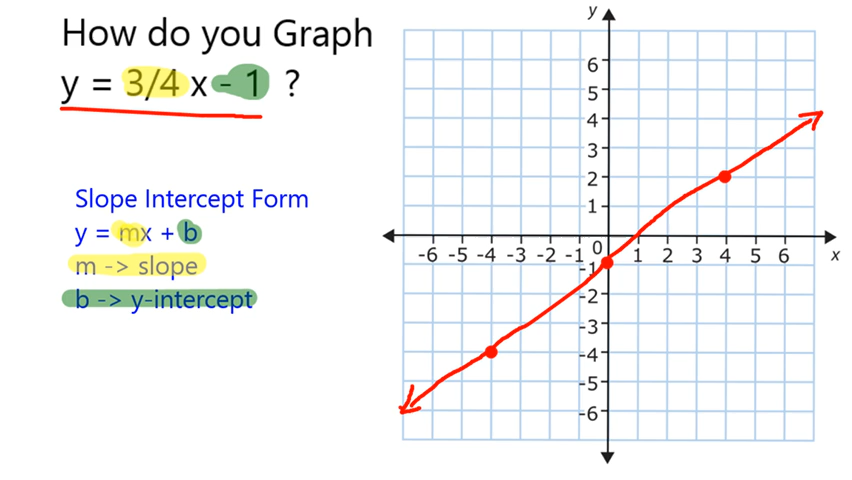 How do you Graph
y = 3/4 x - 1 ?
Slope Intercept Form
y = mx + b
m -> slope
b -> y-intercept
y
6
5
4
3
2
1
0
-6 -5 -4 -3 -2 -1 1 2 3 4 5 6
x
-1
-2
-3
-4
-5
-6